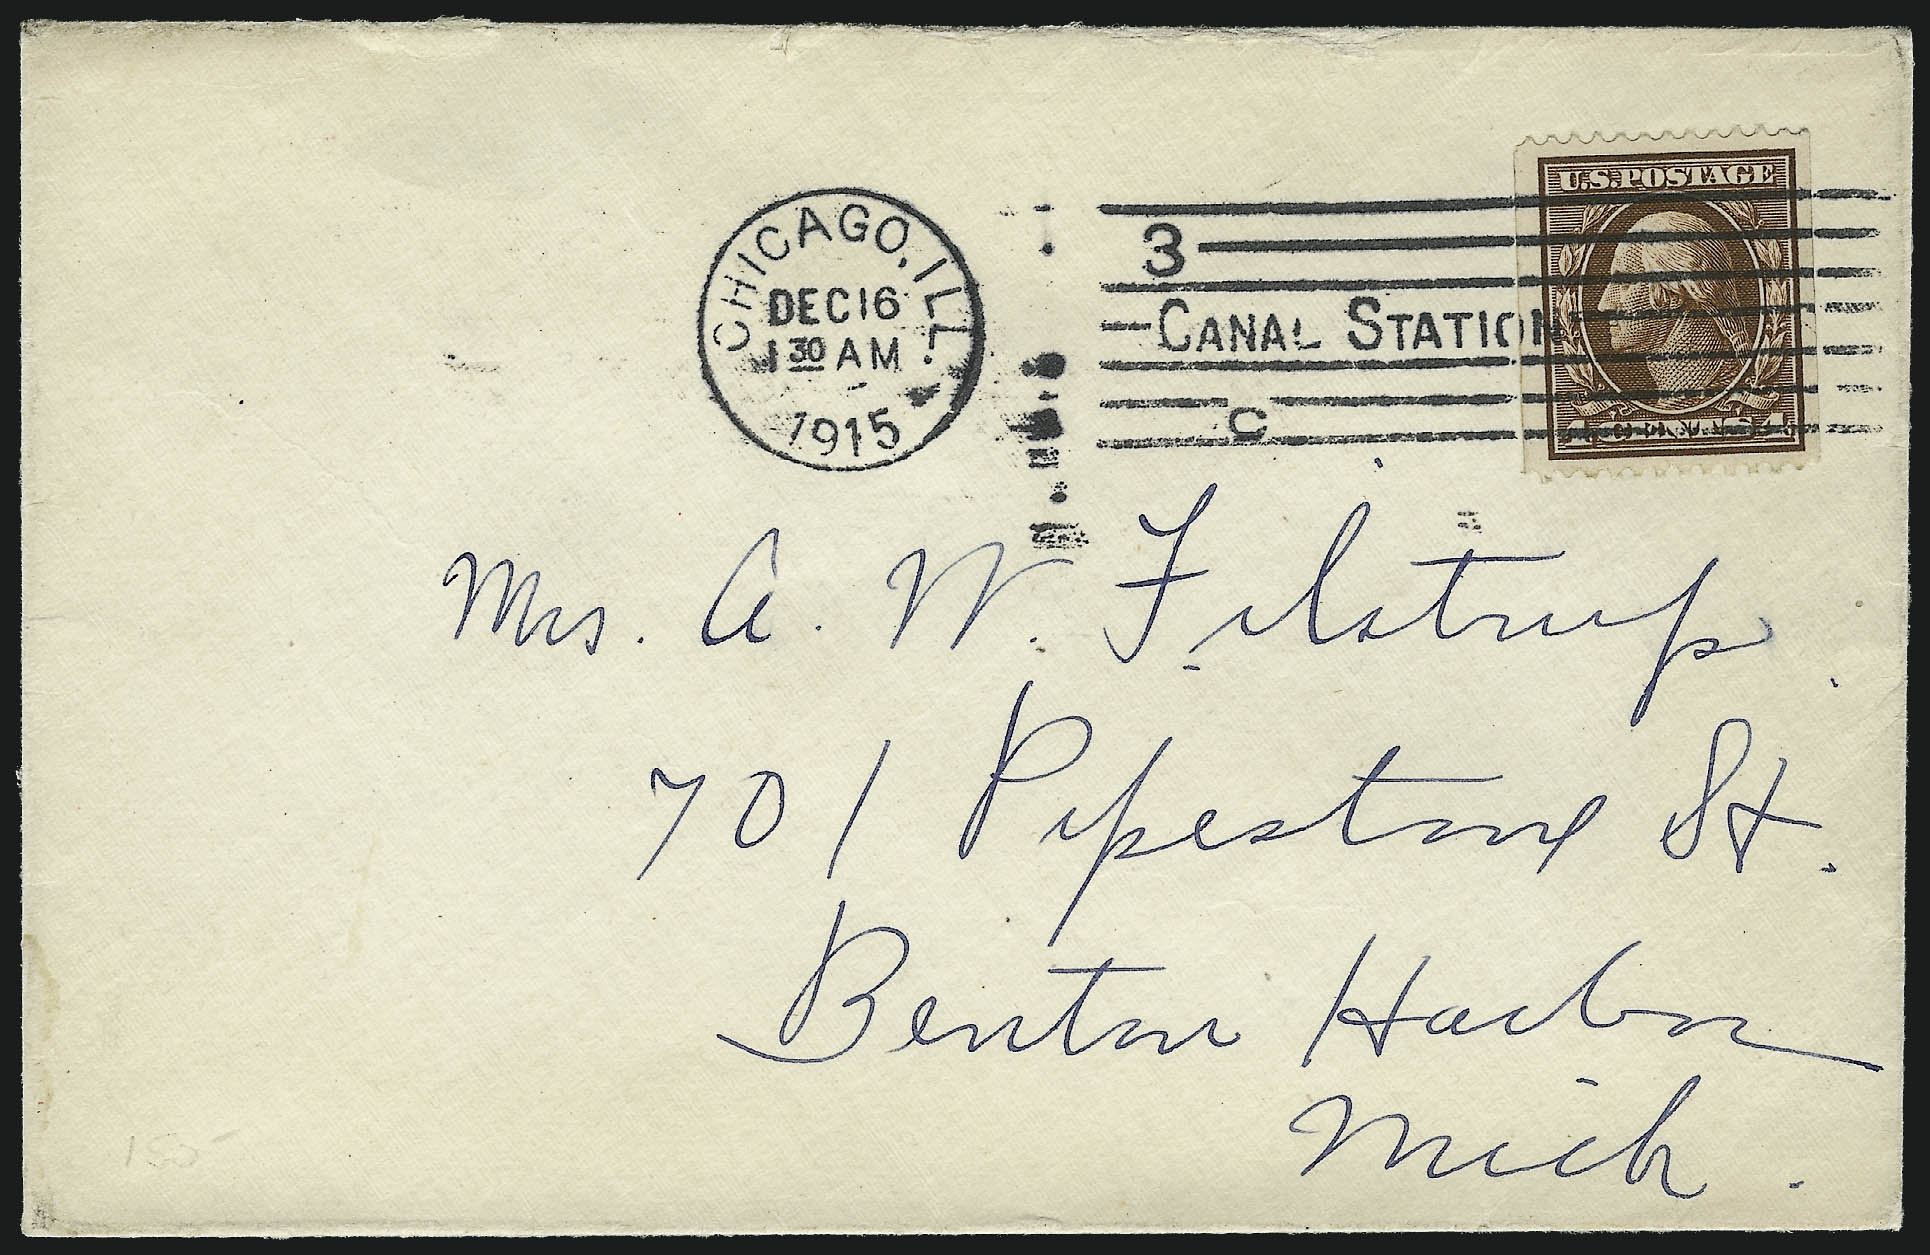 U.S. POSTAGE
CHICAGO, ILL.
DEC 16
1 30 AM
1915
3
CANAL STATION
C
Mrs. A. W. Filstrup
701 Pipestone St.
Benton Harbor
Mich.